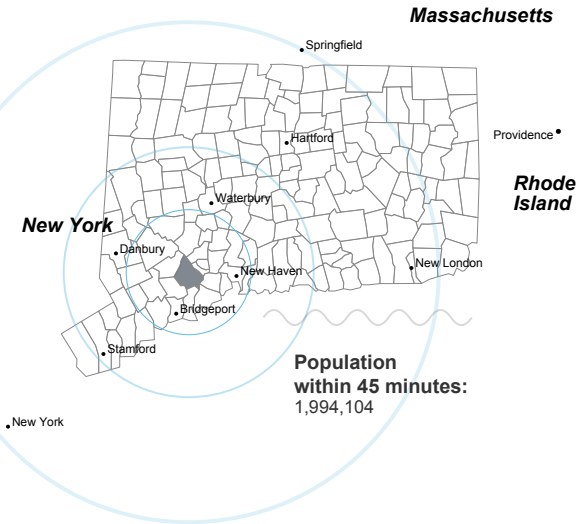 Massachusetts
Springfield
Hartford
Providence
Rhode
Island
Waterbury
New York
Danbury
New Haven
New London
Bridgeport
Stamford
Population
within 45 minutes:
1,994,104
New York